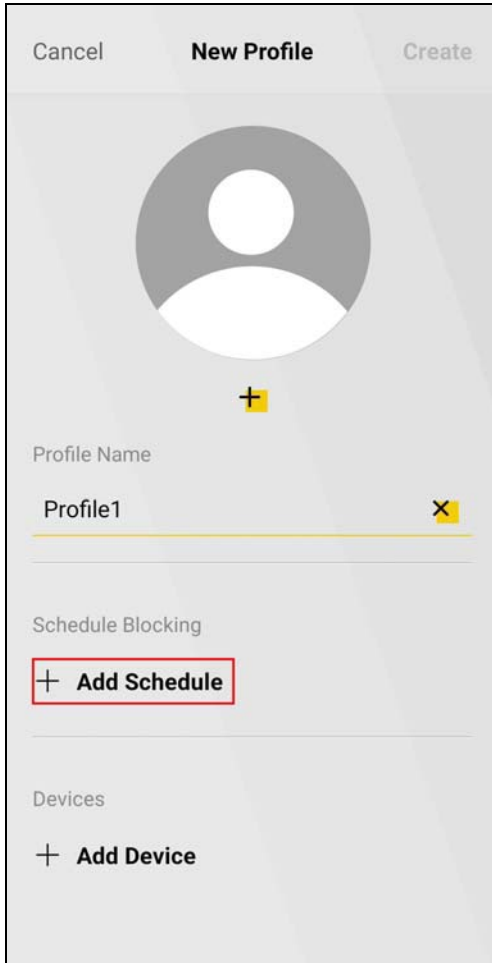 Cancel New Profile Create
Profile Name
Profile1
Schedule Blocking
+ Add Schedule
Devices
+ Add Device